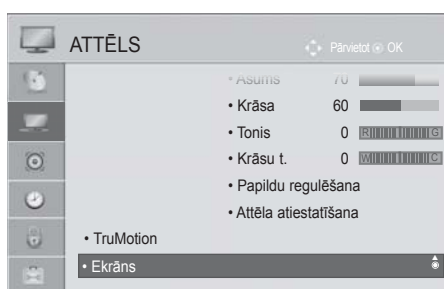 ATTĒLS
Pārvietot OK
• Asums 70
• Krāsa 60
• Tonis 0 R G
• Krāsu t. 0 W C
• Papildu regulēšana
• Attēla atiestatīšana
• TruMotion
• Ekrāns